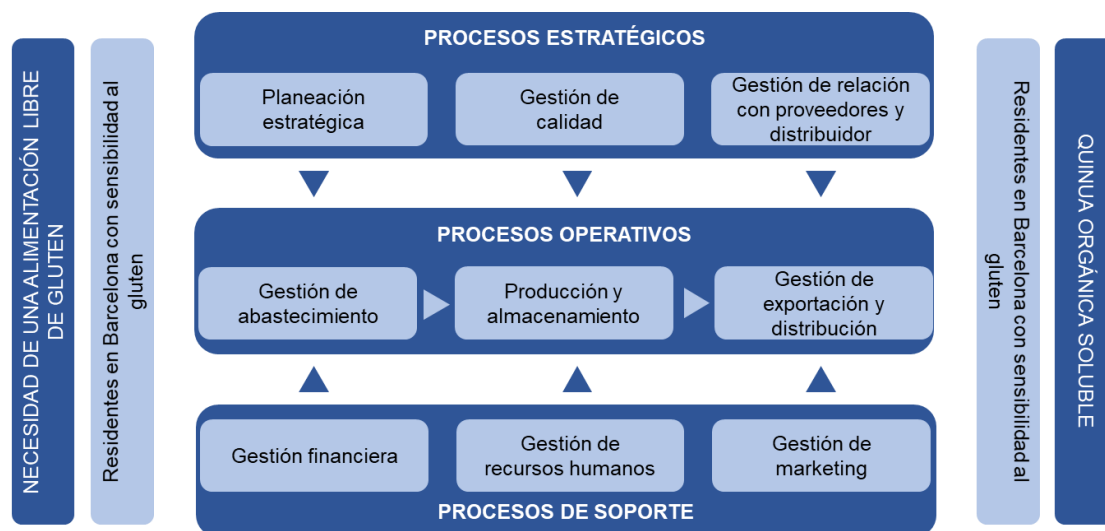 NECESIDAD DE UNA ALIMENTACIÓN LIBRE
DE GLUTEN
Residentes en Barcelona con sensibilidad al
gluten
PROCESOS ESTRATÉGICOS
Planeación
estratégica
Gestión de
calidad
Gestión de relación
con proveedores y
distribuidor
PROCESOS OPERATIVOS
Gestión de
abastecimiento
Producción y
almacenamiento
Gestión de
exportación y
distribución
Gestión financiera
Gestión de
recursos humanos
Gestión de
marketing
PROCESOS DE SOPORTE
Residentes en Barcelona con sensibilidad al
gluten
QUINUA ORGÁNICA SOLUBLE